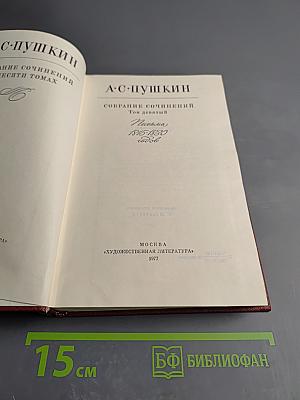 С·ПУШКИН
АНИЕ СОЧИНЕНИЙ
ДЕСЯТИ ТОМАХ
А·С·ПУШКИН
СОБРАНИЕ СОЧИНЕНИЙ
Том девятый
Письма
1815-1830
годов
МОСКВА
«ХУДОЖЕСТВЕННАЯ ЛИТЕРАТУРА»
1977
15 см
БФ БИБЛИОФАН